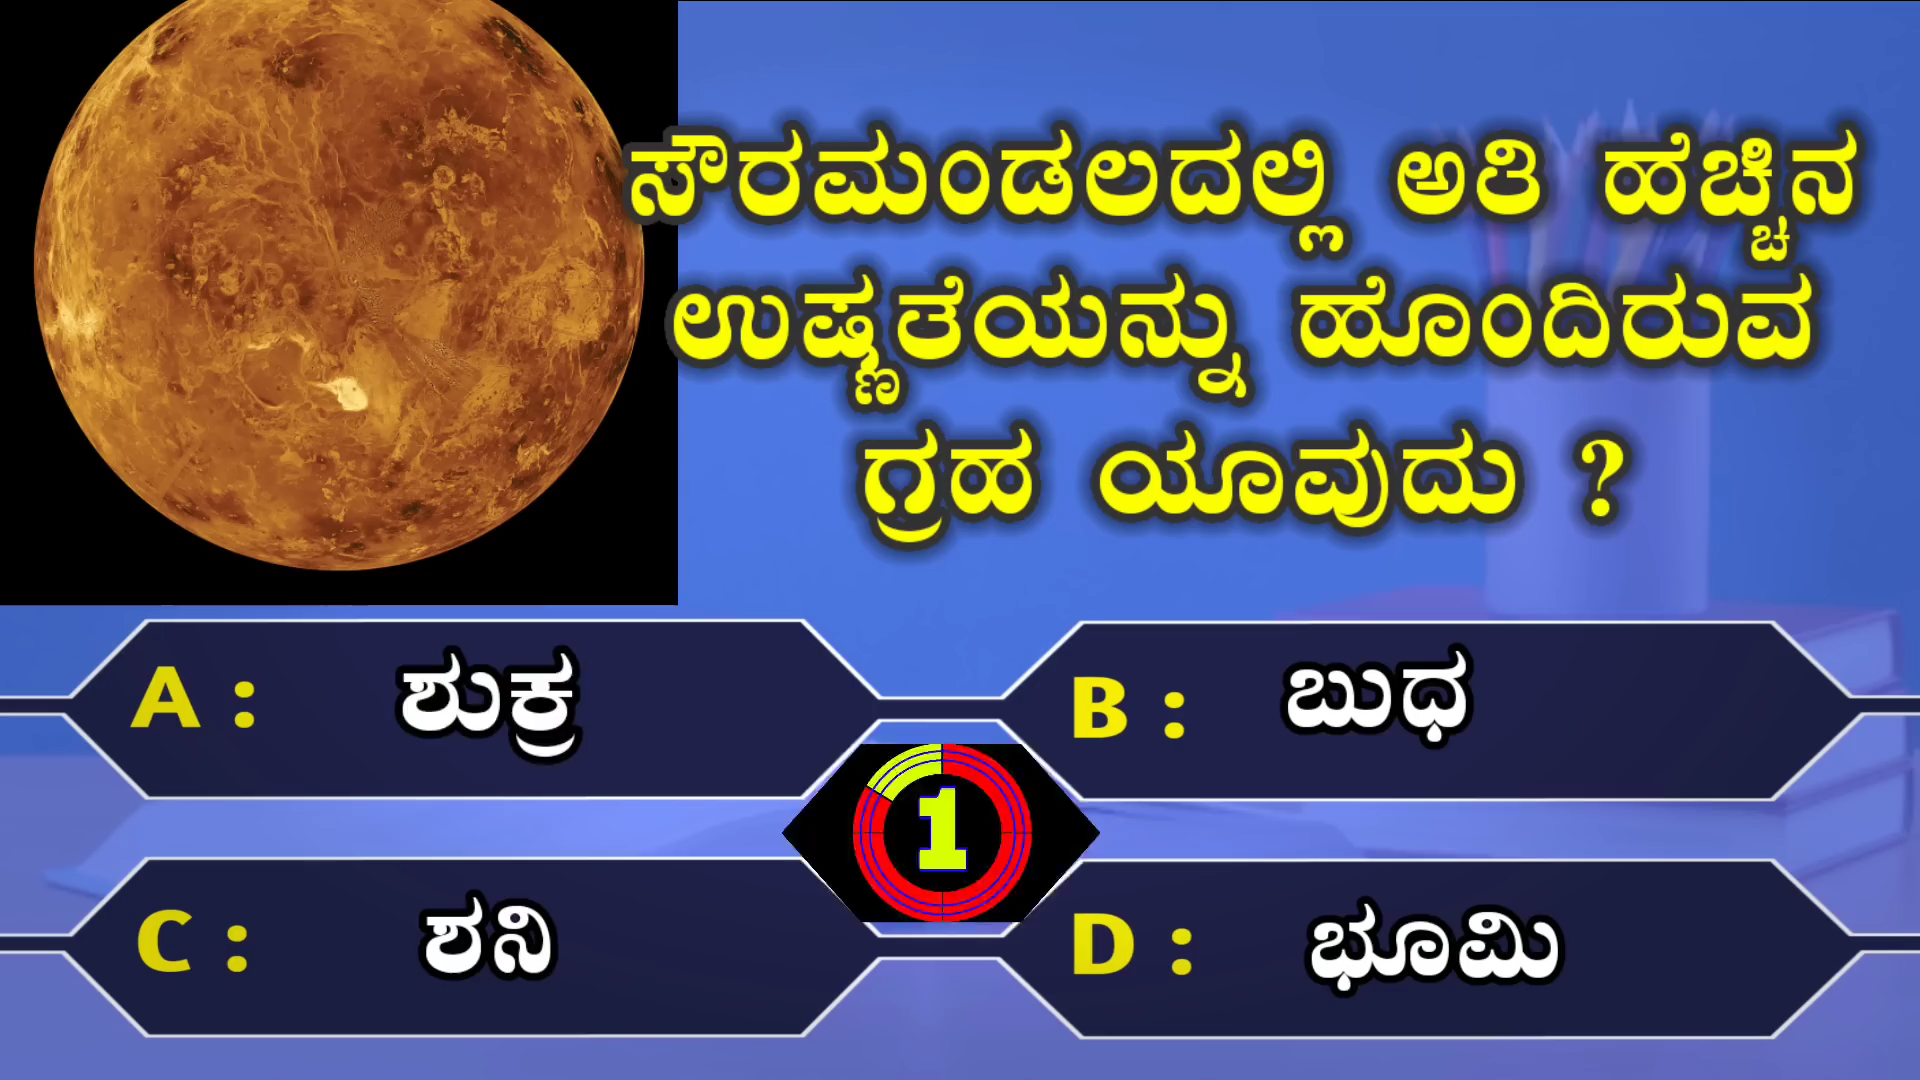 ಸೌರಮಂಡಲದಲ್ಲಿ ಅತಿ ಹೆಚ್ಚಿನ
ಉಷ್ಣತೆಯನ್ನು ಹೊಂದಿರುವ
ಗ್ರಹ ಯಾವುದು ?
A : ಶುಕ್ರ
B : ಬುಧ
1
C : ಶನಿ
D : ಭೂಮಿ